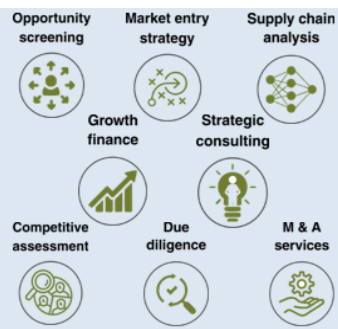 Opportunity
screening
Market entry
strategy
Supply chain
analysis
Growth
finance
Strategic
consulting
Competitive
assessment
Due
diligence
M & A
services